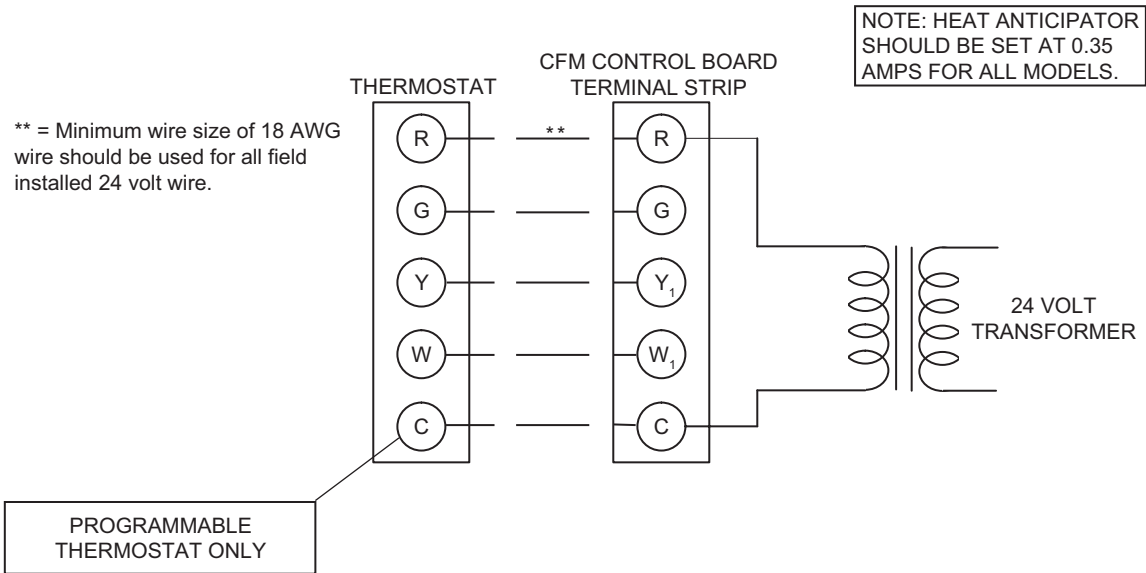 NOTE: HEAT ANTICIPATOR
SHOULD BE SET AT 0.35
AMPS FOR ALL MODELS.
CFM CONTROL BOARD
TERMINAL STRIP
THERMOSTAT
** = Minimum wire size of 18 AWG
wire should be used for all field
installed 24 volt wire.
R ** R
G G
Y Y1
W W1
C C
24 VOLT
TRANSFORMER
PROGRAMMABLE
THERMOSTAT ONLY